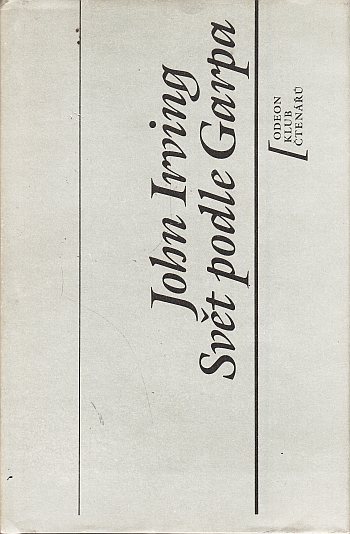 John Irving
Svět podle Garpa
[ODEON
KLUB
ČTENÁŘŮ